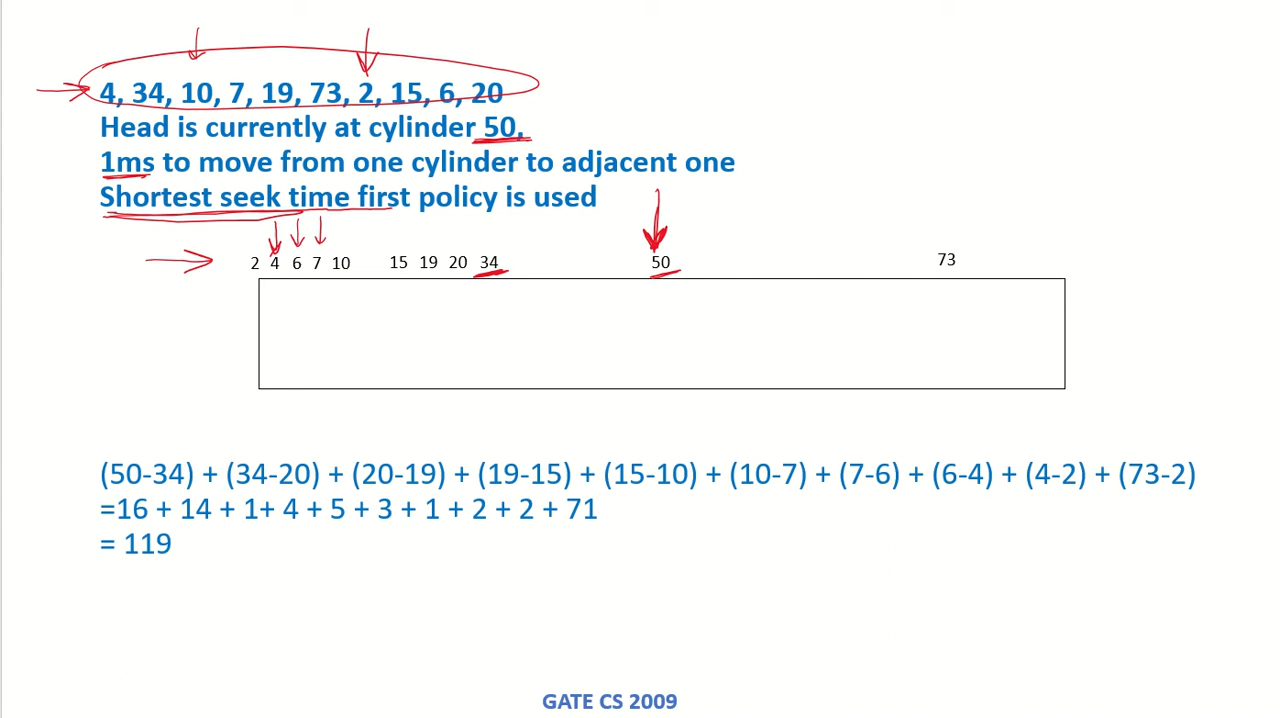 4, 34, 10, 7, 19, 73, 2, 15, 6, 20
Head is currently at cylinder 50.
1ms to move from one cylinder to adjacent one
Shortest seek time first policy is used
2 4 6 7 10 15 19 20 34 50 73
(50-34) + (34-20) + (20-19) + (19-15) + (15-10) + (10-7) + (7-6) + (6-4) + (4-2) + (73-2)
=16 + 14 + 1+ 4 + 5 + 3 + 1 + 2 + 2 + 71
= 119
GATE CS 2009